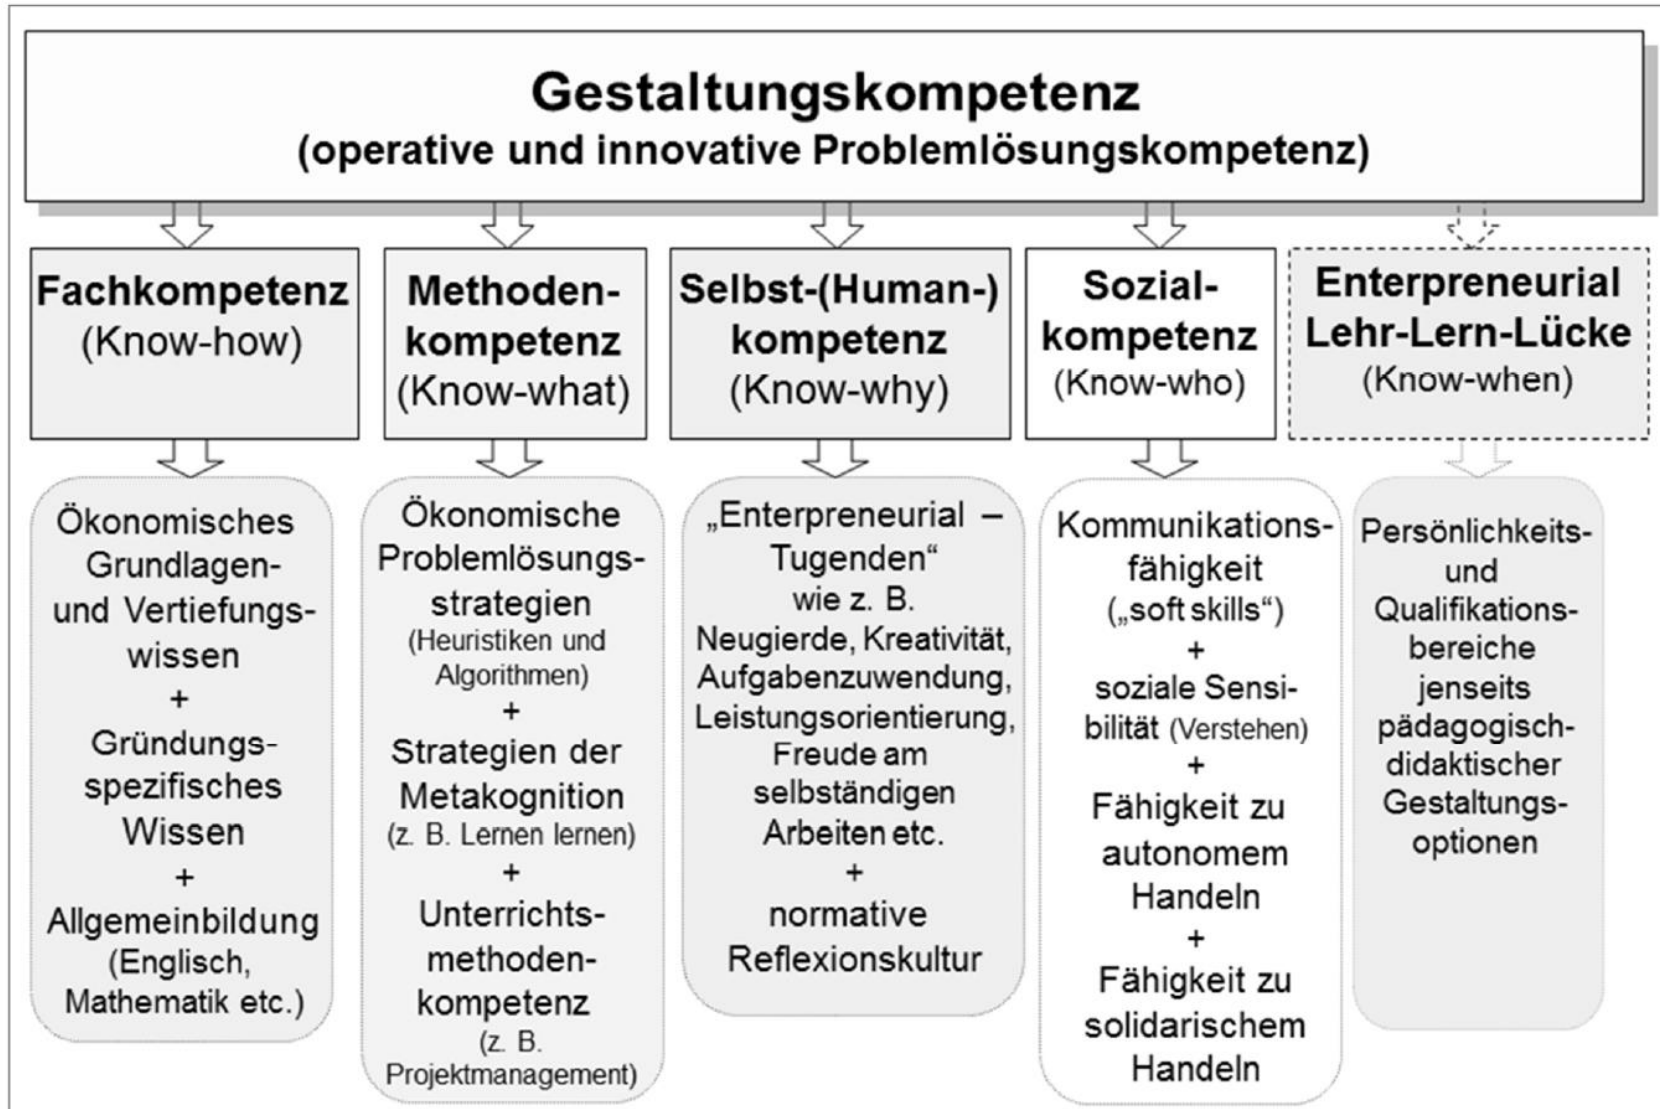 Gestaltungskompetenz
(operative und innovative Problemlösungskompetenz)
Fachkompetenz
(Know-how)
Methoden-
kompetenz
(Know-what)
Selbst-(Human-)
kompetenz
(Know-why)
Sozial-
kompetenz
(Know-who)
Enterpreneurial
Lehr-Lern-Lücke
(Know-when)
Ökonomisches
Grundlagen-
und Vertiefungs-
wissen
+
Gründungs-
spezifisches
Wissen
+
Allgemeinbildung
(Englisch,
Mathematik etc.)
Ökonomische
Problemlösungs-
strategien
(Heuristiken und
Algorithmen)
+
Strategien der
Metakognition
(z. B. Lernen lernen)
+
Unterrichts-
methoden-
kompetenz
(z. B.
Projektmanagement)
„Enterpreneurial –
Tugenden“
wie z. B.
Neugierde, Kreativität,
Aufgabenzuwendung,
Leistungsorientierung,
Freude am
selbständigen
Arbeiten etc.
+
normative
Reflexionskultur
Kommunikations-
fähigkeit
(„soft skills“)
+
soziale Sensi-
bilität (Verstehen)
+
Fähigkeit zu
autonomem
Handeln
+
Fähigkeit zu
solidarischem
Handeln
Persönlichkeits-
und
Qualifikations-
bereiche
jenseits
pädagogisch-
didaktischer
Gestaltungs-
optionen